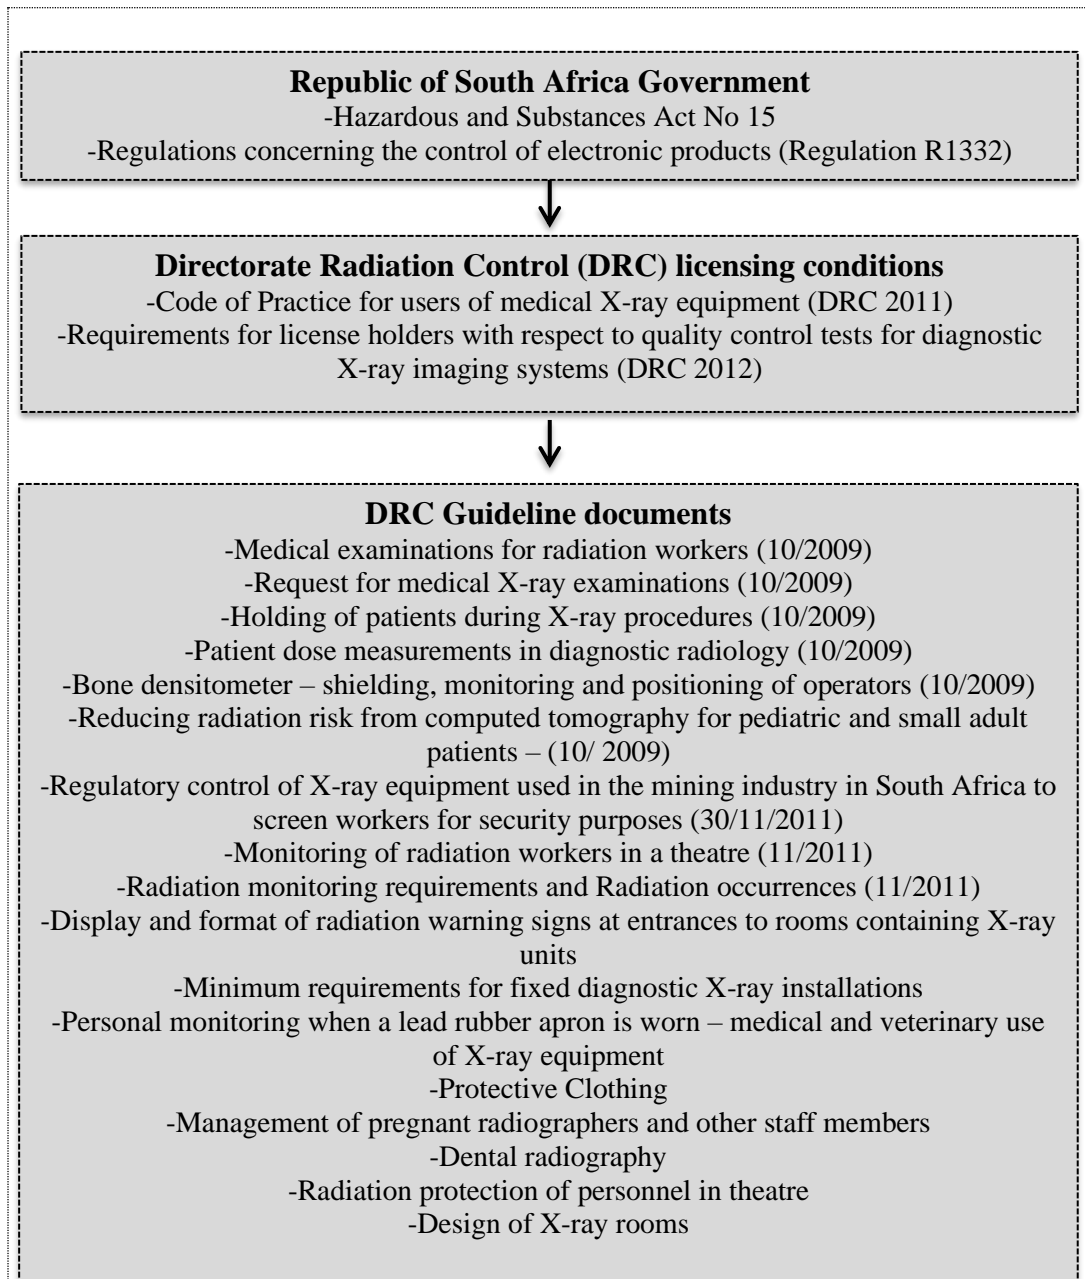 Republic of South Africa Government
-Hazardous and Substances Act No 15
-Regulations concerning the control of electronic products (Regulation R1332)
Directorate Radiation Control (DRC) licensing conditions
-Code of Practice for users of medical X-ray equipment (DRC 2011)
-Requirements for license holders with respect to quality control tests for diagnostic
X-ray imaging systems (DRC 2012)
DRC Guideline documents
-Medical examinations for radiation workers (10/2009)
-Request for medical X-ray examinations (10/2009)
-Holding of patients during X-ray procedures (10/2009)
-Patient dose measurements in diagnostic radiology (10/2009)
-Bone densitometer – shielding, monitoring and positioning of operators (10/2009)
-Reducing radiation risk from computed tomography for pediatric and small adult
patients – (10/ 2009)
-Regulatory control of X-ray equipment used in the mining industry in South Africa to
screen workers for security purposes (30/11/2011)
-Monitoring of radiation workers in a theatre (11/2011)
-Radiation monitoring requirements and Radiation occurrences (11/2011)
-Display and format of radiation warning signs at entrances to rooms containing X-ray
units
-Minimum requirements for fixed diagnostic X-ray installations
-Personal monitoring when a lead rubber apron is worn – medical and veterinary use
of X-ray equipment
-Protective Clothing
-Management of pregnant radiographers and other staff members
-Dental radiography
-Radiation protection of personnel in theatre
-Design of X-ray rooms